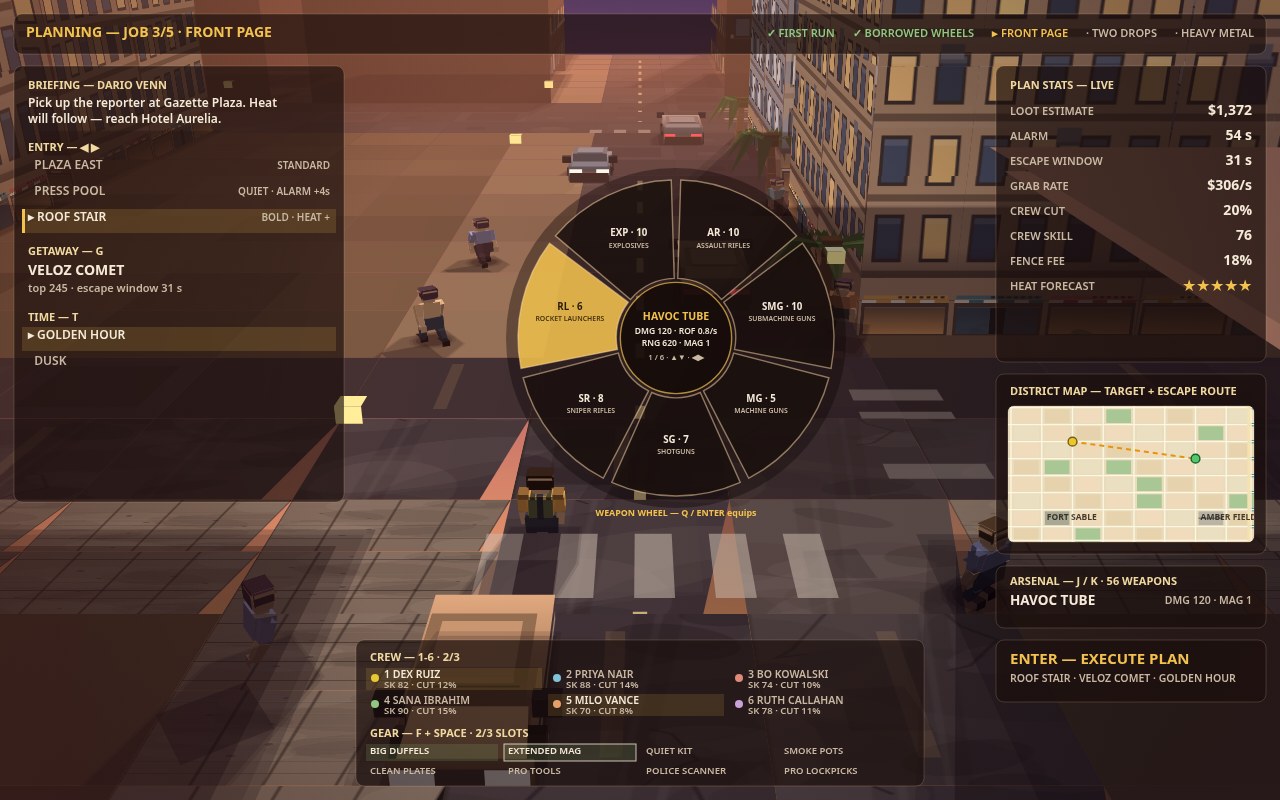 PLANNING — JOB 3/5 · FRONT PAGE
✓ FIRST RUN ✓ BORROWED WHEELS ▸ FRONT PAGE · TWO DROPS · HEAVY METAL
BRIEFING — DARIO VENN
Pick up the reporter at Gazette Plaza. Heat
will follow — reach Hotel Aurelia.
ENTRY — ◀ ▶
PLAZA EAST STANDARD
PRESS POOL QUIET · ALARM +4s
▸ ROOF STAIR BOLD · HEAT +
GETAWAY — G
VELOZ COMET
top 245 · escape window 31 s
TIME — T
▸ GOLDEN HOUR
DUSK
EXP · 10
EXPLOSIVES
AR · 10
ASSAULT RIFLES
RL · 6
ROCKET LAUNCHERS
SMG · 10
SUBMACHINE GUNS
HAVOC TUBE
DMG 120 · ROF 0.8/s
RNG 620 · MAG 1
1 / 6 · ▲ ▼ · ◀▶
SR · 8
SNIPER RIFLES
MG · 5
MACHINE GUNS
SG · 7
SHOTGUNS
WEAPON WHEEL — Q / ENTER equips
PLAN STATS — LIVE
LOOT ESTIMATE $1,372
ALARM 54 s
ESCAPE WINDOW 31 s
GRAB RATE $306/s
CREW CUT 20%
CREW SKILL 76
FENCE FEE 18%
HEAT FORECAST ★★★★★
DISTRICT MAP — TARGET + ESCAPE ROUTE
FORT SABLE
AMBER FIELD
ARSENAL — J / K · 56 WEAPONS
HAVOC TUBE DMG 120 · MAG 1
ENTER — EXECUTE PLAN
ROOF STAIR · VELOZ COMET · GOLDEN HOUR
CREW — 1-6 · 2/3
1 DEX RUIZ 2 PRIYA NAIR 3 BO KOWALSKI
SK 82 · CUT 12% SK 88 · CUT 14% SK 74 · CUT 10%
4 SANA IBRAHIM 5 MILO VANCE 6 RUTH CALLAHAN
SK 90 · CUT 15% SK 70 · CUT 8% SK 78 · CUT 11%
GEAR — F + SPACE · 2/3 SLOTS
BIG DUFFELS EXTENDED MAG QUIET KIT SMOKE POTS
CLEAN PLATES PRO TOOLS POLICE SCANNER PRO LOCKPICKS